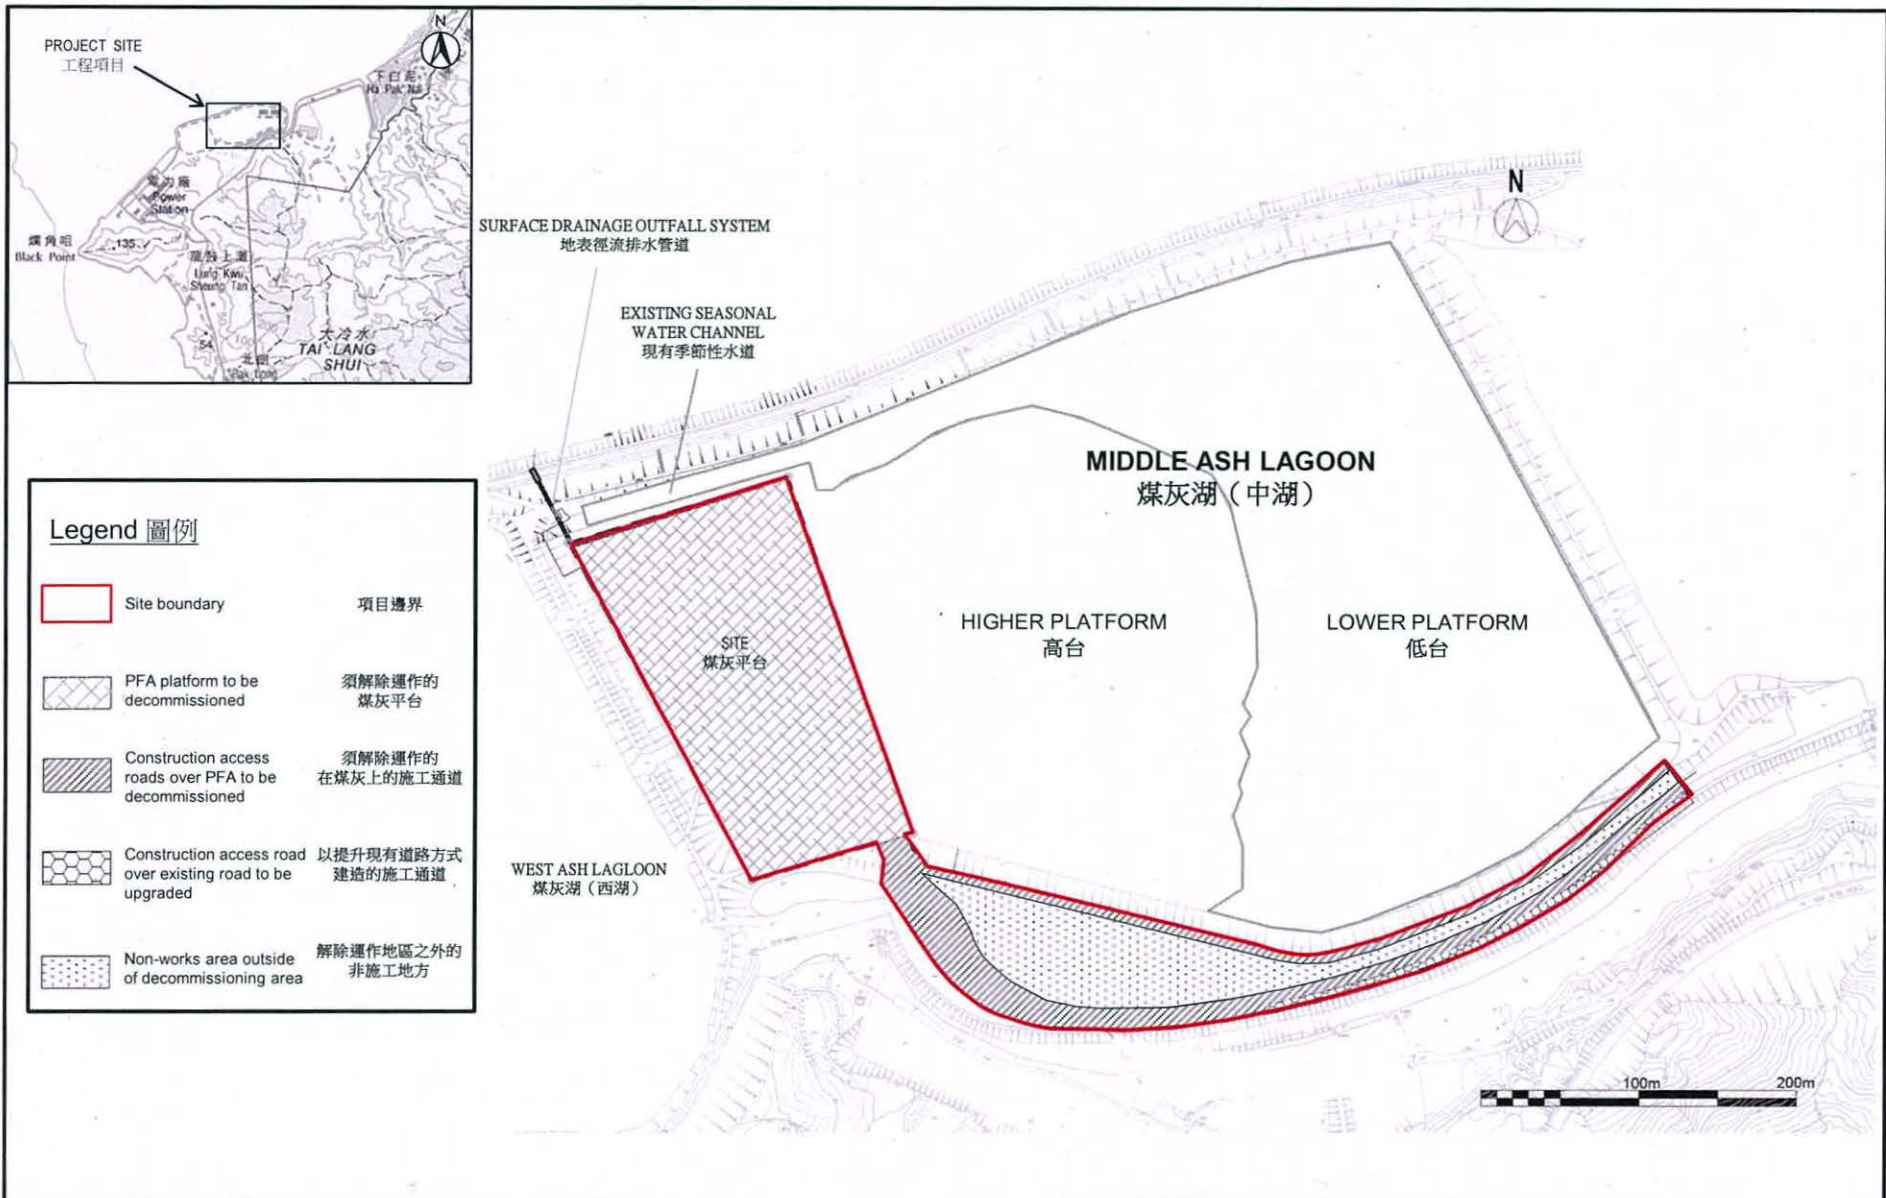 PROJECT SITE
工程項目
N
下白泥
Ha Pak Nai
電力廠
Power
Station
爛角咀
Black Point
135
龍鼓上灘
Lung Kwu
Sheung Tan
54
大冷水
TAI LANG
SHUI
北朗
Pak Long
SURFACE DRAINAGE OUTFALL SYSTEM
地表徑流排水管道
EXISTING SEASONAL
WATER CHANNEL
現有季節性水道
N
MIDDLE ASH LAGOON
煤灰湖（中湖）
HIGHER PLATFORM
高台
LOWER PLATFORM
低台
SITE
煤灰平台
WEST ASH LAGLOON
煤灰湖（西湖）
Legend 圖例
Site boundary 項目邊界
PFA platform to be 須解除運作的
decommissioned 煤灰平台
Construction access 須解除運作的
roads over PFA to be 在煤灰上的施工通道
decommissioned
Construction access road 以提升現有道路方式
over existing road to be 建造的施工通道
upgraded
Non-works area outside 解除運作地區之外的
of decommissioning area 非施工地方
100m 200m